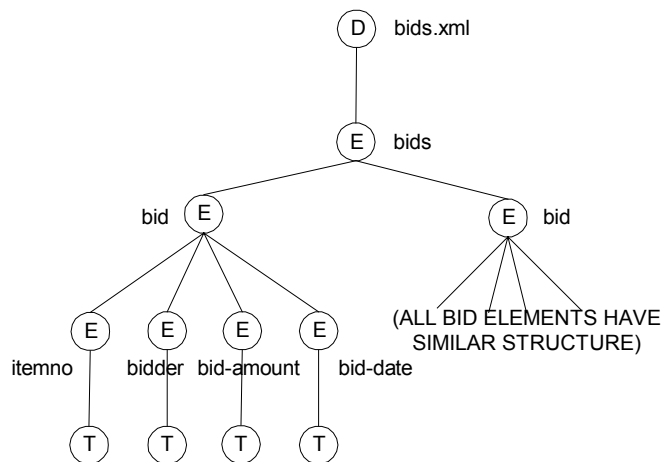 D bids.xml
E bids
bid E E bid
E E E E (ALL BID ELEMENTS HAVE
SIMILAR STRUCTURE)
itemno bidder bid-amount bid-date
T T T T